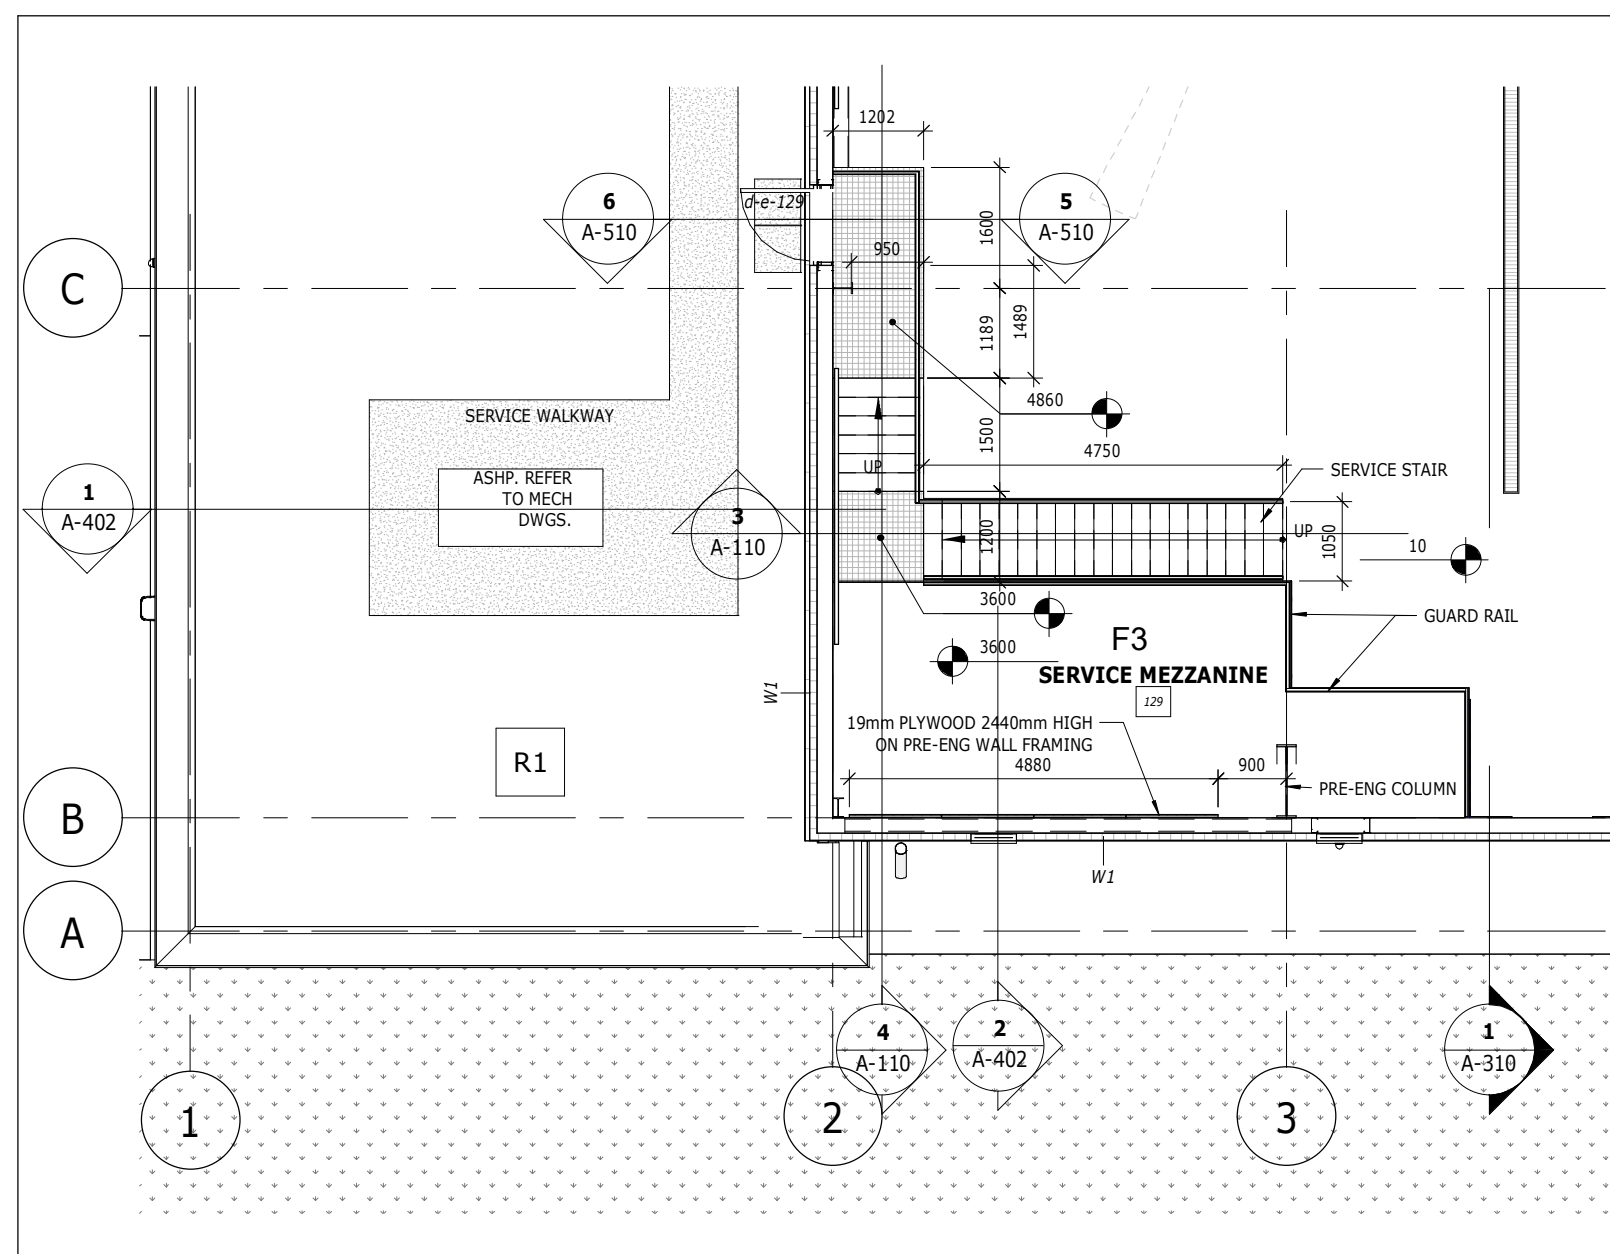 1202
6
A-510
d-e-129
5
A-510
1600
950
C
1189
1489
4860
SERVICE WALKWAY
1500
4750
UP
SERVICE STAIR
ASHP. REFER
TO MECH
DWGS.
1
A-402
3
A-110
1200
UP
1050
10
3600
GUARD RAIL
F3
3600
SERVICE MEZZANINE
129
W1
19mm PLYWOOD 2440mm HIGH
ON PRE-ENG WALL FRAMING
R1
4880
900
PRE-ENG COLUMN
B
W1
A
4
A-110
2
A-402
1
A-310
1
2
3